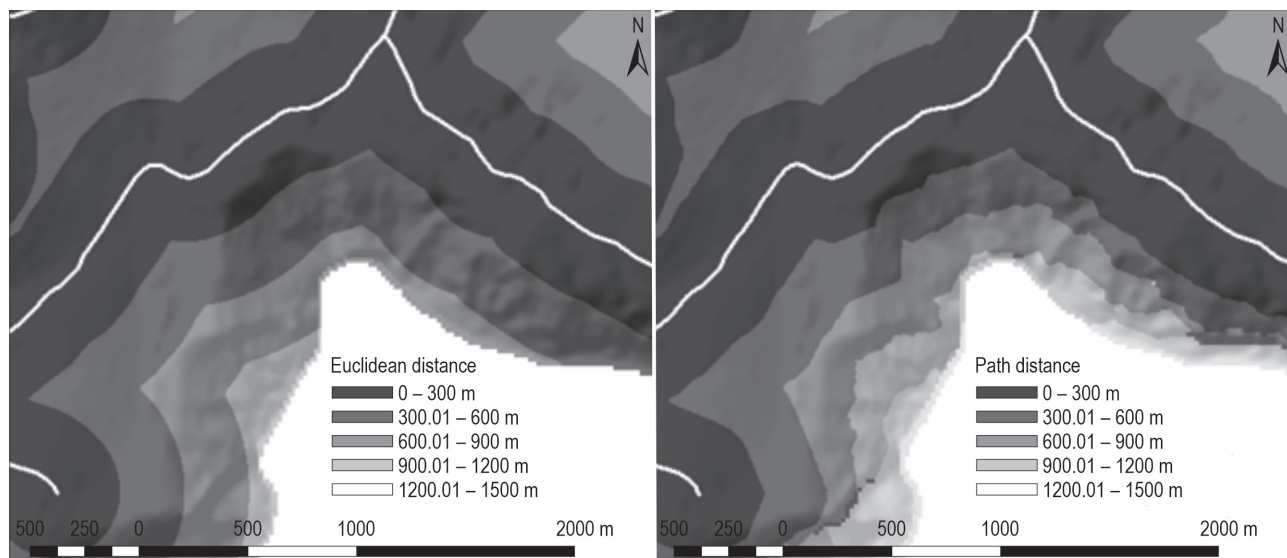 N
Euclidean distance
0 – 300 m
300.01 – 600 m
600.01 – 900 m
900.01 – 1200 m
1200.01 – 1500 m
500 250 0 500 1000 2000 m
N
Path distance
0 – 300 m
300.01 – 600 m
600.01 – 900 m
900.01 – 1200 m
1200.01 – 1500 m
500 250 0 500 1000 2000 m